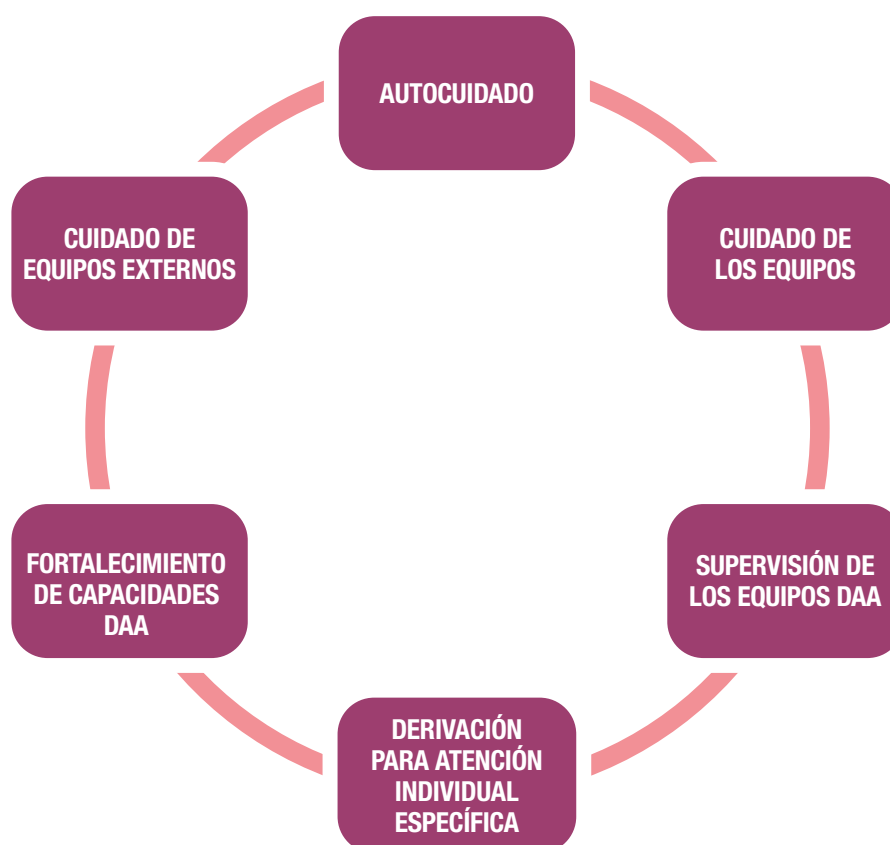 AUTOCUIDADO
CUIDADO DE
LOS EQUIPOS
SUPERVISIÓN DE
LOS EQUIPOS DAA
DERIVACIÓN
PARA ATENCIÓN
INDIVIDUAL
ESPECÍFICA
FORTALECIMIENTO
DE CAPACIDADES
DAA
CUIDADO DE
EQUIPOS EXTERNOS